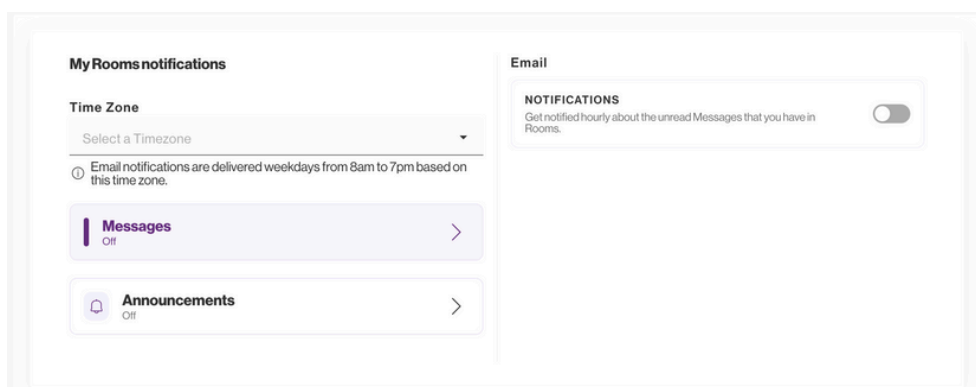 My Rooms notifications
Time Zone
Select a Timezone
Email notifications are delivered weekdays from 8am to 7pm based on
this time zone.
Messages
Off
Announcements
Off
Email
NOTIFICATIONS
Get notified hourly about the unread Messages that you have in
Rooms.